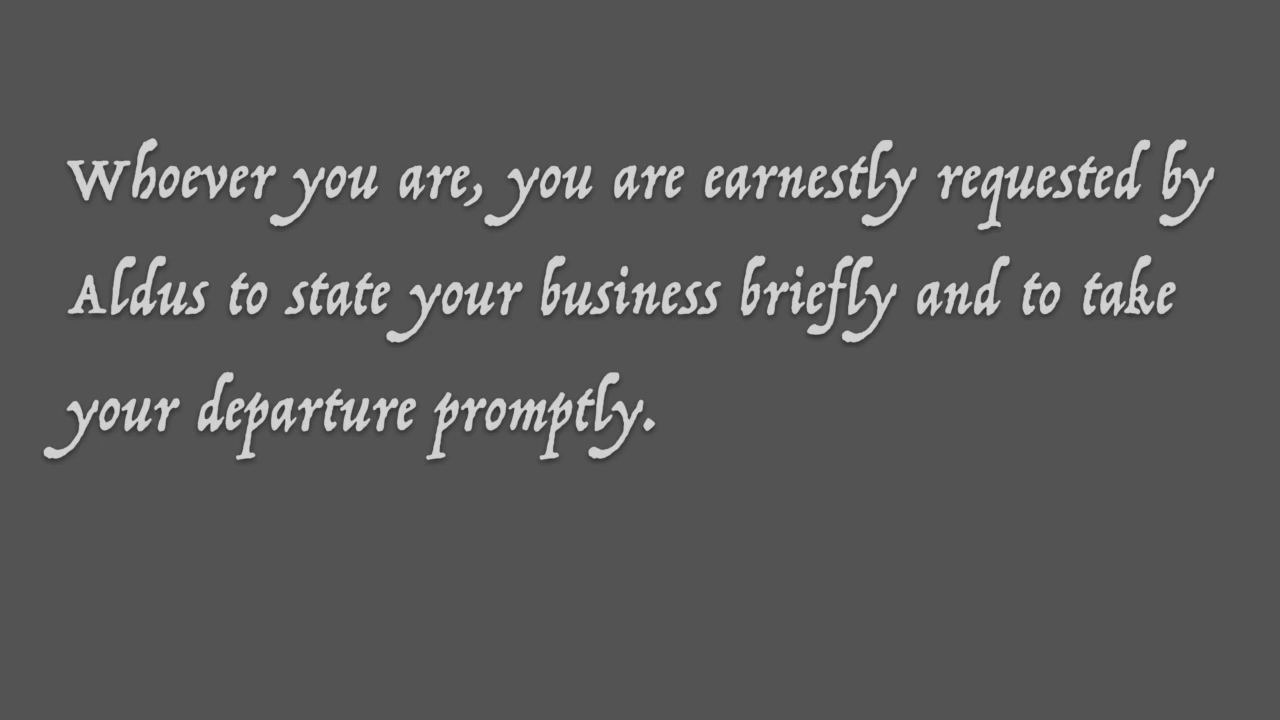 Whoever you are, you are earnestly requested by
Aldus to state your business briefly and to take
your departure promptly.